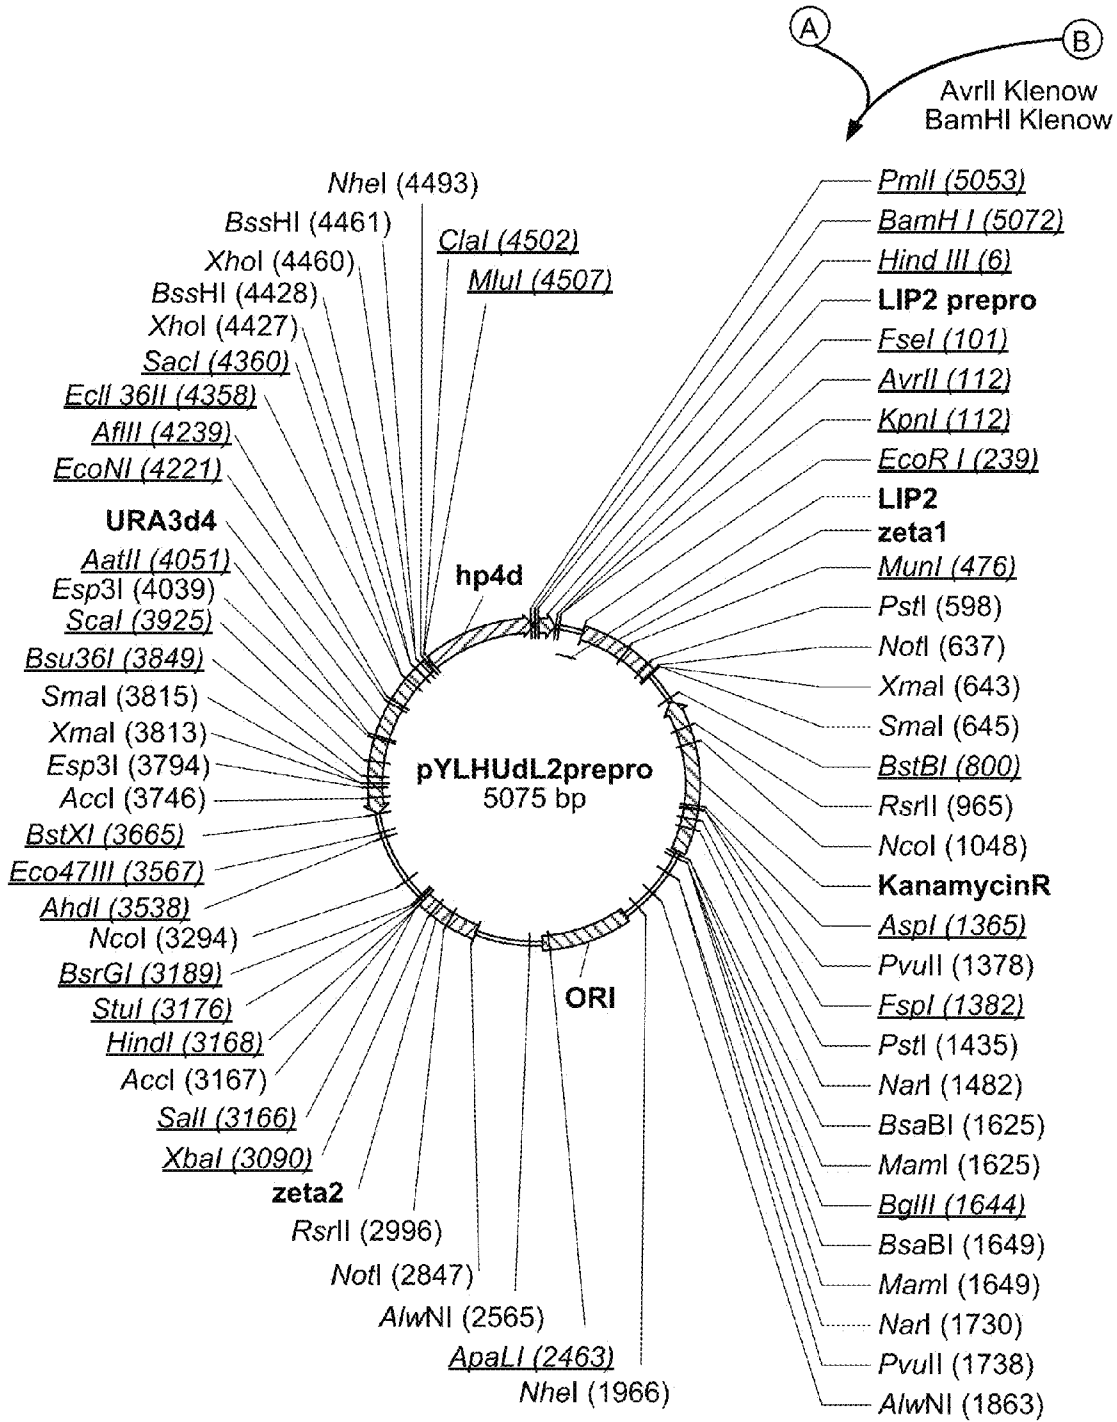 A
B
AvrII Klenow
BamHI Klenow
NheI (4493)
BssHI (4461)
XhoI (4460)
BssHI (4428)
XhoI (4427)
SacI (4360)
EclI 36II (4358)
AflII (4239)
EcoNI (4221)
URA3d4
AatII (4051)
Esp3I (4039)
ScaI (3925)
Bsu36I (3849)
SmaI (3815)
XmaI (3813)
Esp3I (3794)
AccI (3746)
BstXI (3665)
Eco47III (3567)
AhdI (3538)
NcoI (3294)
BsrGI (3189)
StuI (3176)
HindI (3168)
AccI (3167)
SalI (3166)
XbaI (3090)
zeta2
RsrII (2996)
NotI (2847)
AlwNI (2565)
ApaLI (2463)
NheI (1966)
ClaI (4502)
MluI (4507)
hp4d
pYLHUdL2prepro
5075 bp
ORI
PmlI (5053)
BamH I (5072)
Hind III (6)
LIP2 prepro
FseI (101)
AvrII (112)
KpnI (112)
EcoR I (239)
LIP2
zeta1
MunI (476)
PstI (598)
NotI (637)
XmaI (643)
SmaI (645)
BstBI (800)
RsrII (965)
NcoI (1048)
KanamycinR
AspI (1365)
PvuII (1378)
FspI (1382)
PstI (1435)
NarI (1482)
BsaBI (1625)
MamI (1625)
BglII (1644)
BsaBI (1649)
MamI (1649)
NarI (1730)
PvuII (1738)
AlwNI (1863)